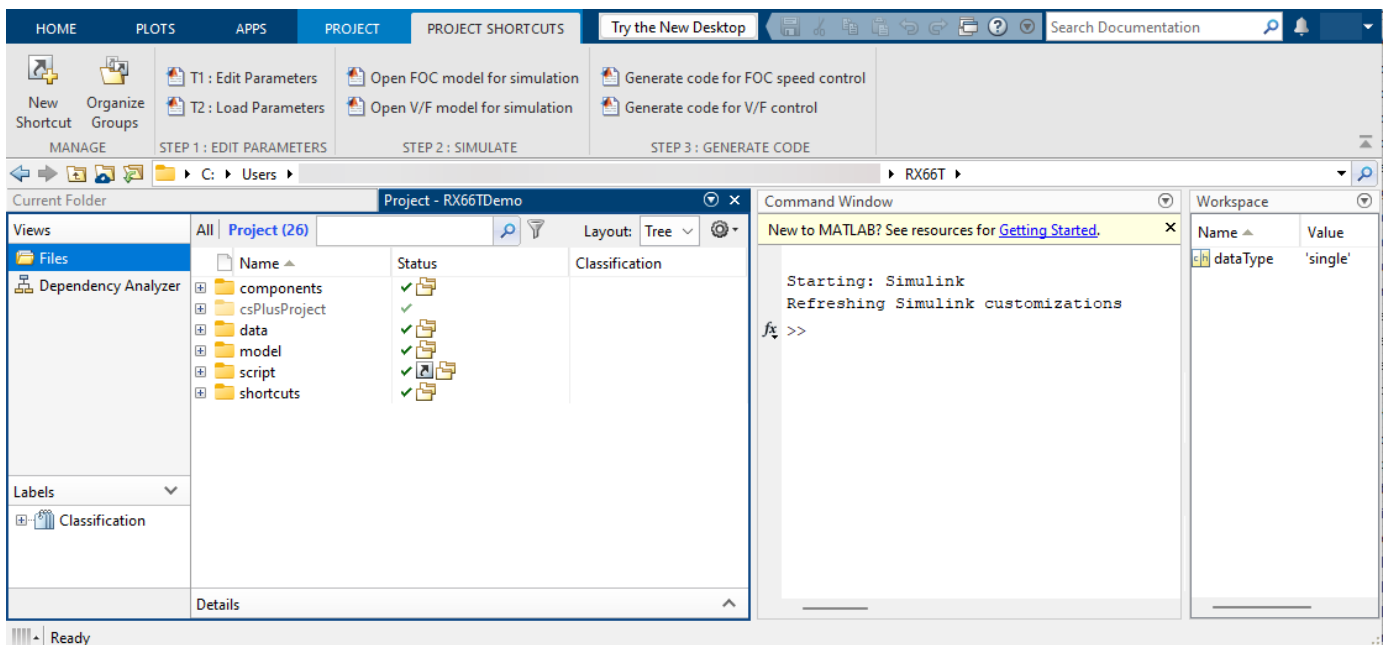 HOME PLOTS APPS PROJECT PROJECT SHORTCUTS Try the New Desktop Search Documentation
T1 : Edit Parameters Open FOC model for simulation Generate code for FOC speed control
New Shortcut Organize Groups T2 : Load Parameters Open V/F model for simulation Generate code for V/F control
MANAGE STEP 1 : EDIT PARAMETERS STEP 2 : SIMULATE STEP 3 : GENERATE CODE
C: Users RX66T
Current Folder Project - RX66TDemo Command Window Workspace
Views All Project (26) Layout: Tree New to MATLAB? See resources for Getting Started. Name Value
Files Name Status Classification dataType 'single'
Dependency Analyzer components Starting: Simulink
csPlusProject Refreshing Simulink customizations
data fx >>
model
script
shortcuts
Labels
Classification
Details
Ready